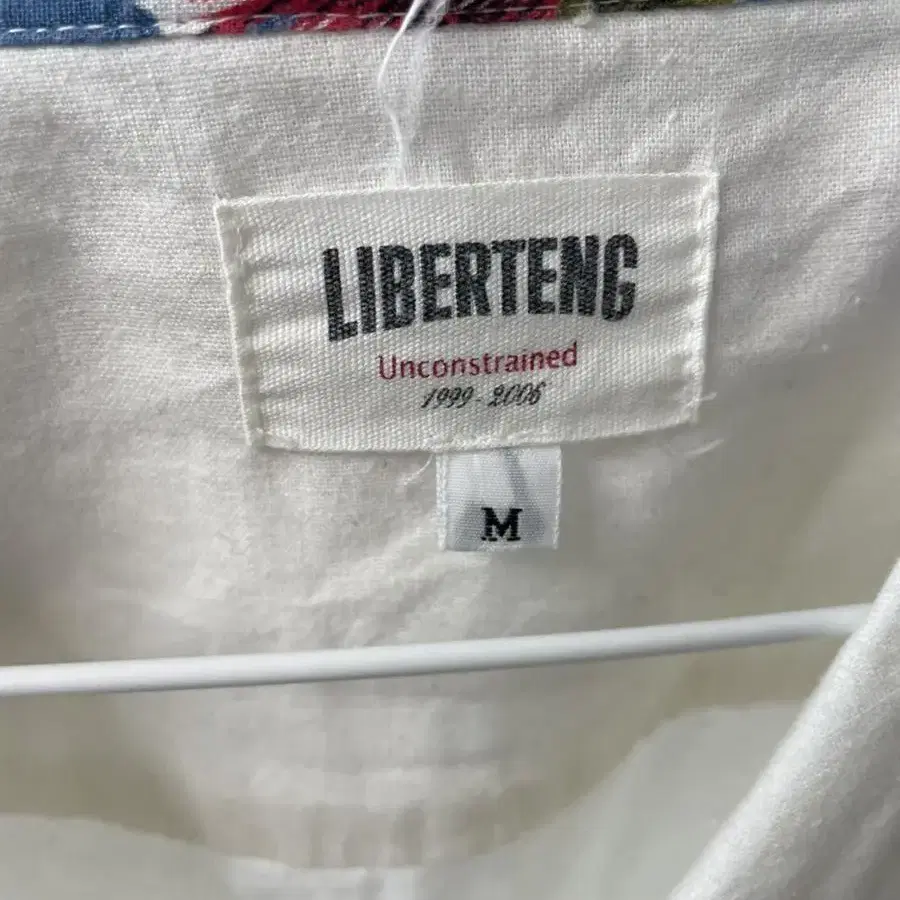 LIBERTENG
Unconstrained
1999-2006
M